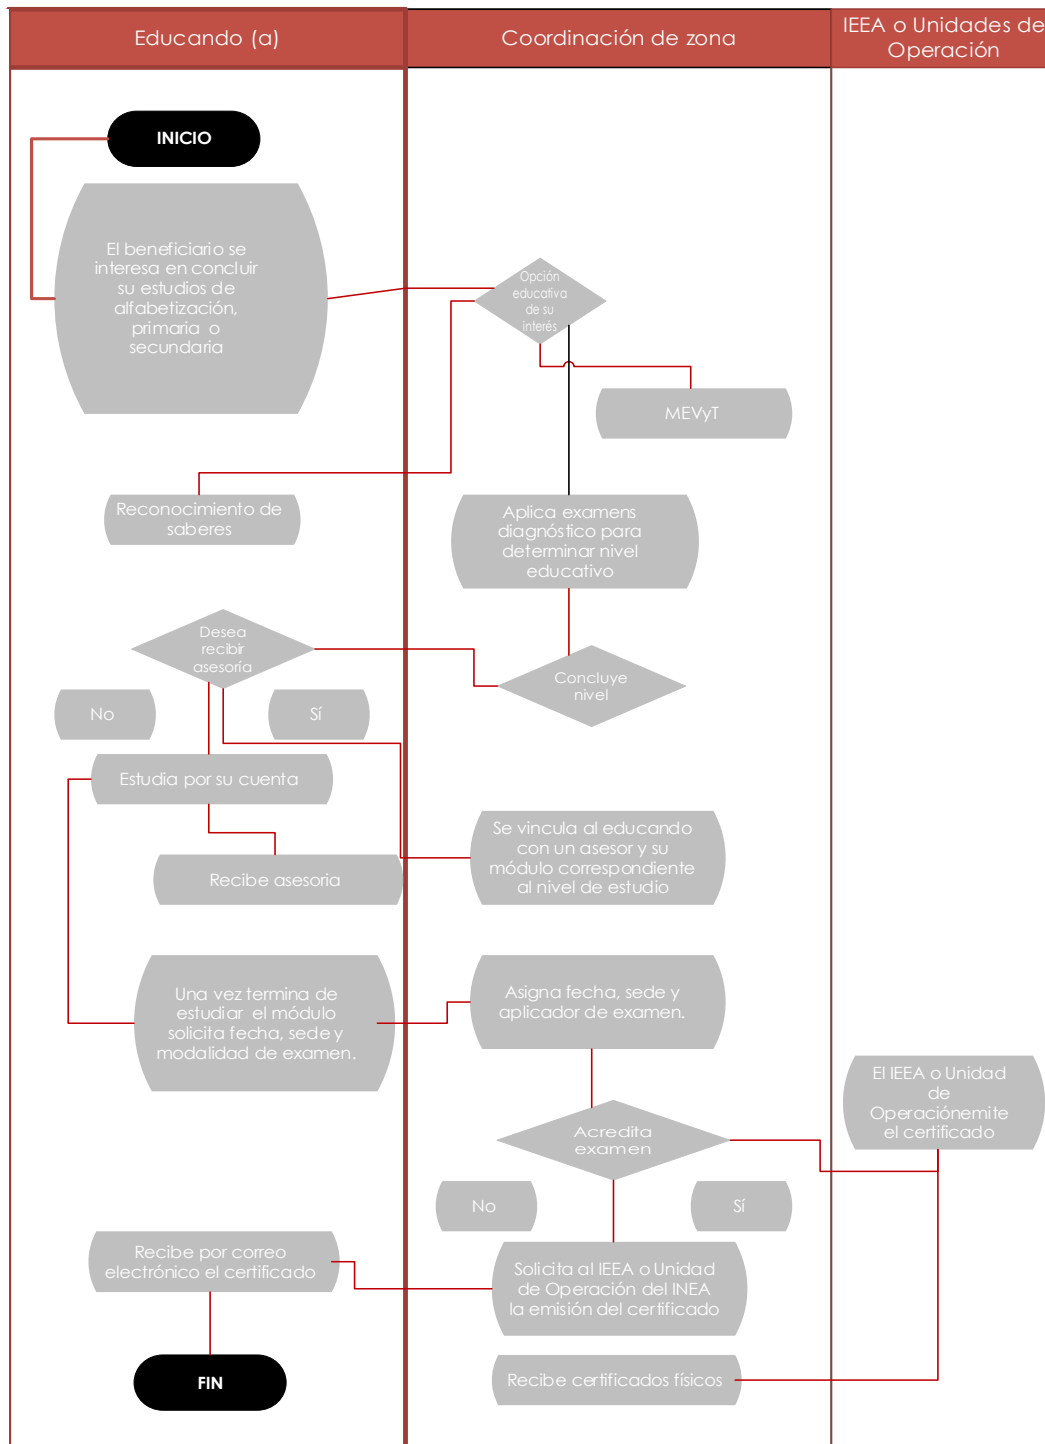 Educando (a)
Coordinación de zona
IEEA o Unidades de
Operación
INICIO
El beneficiario se
interesa en concluir
su estudios de
alfabetización,
primaria o
secundaria
Opción
educativa
de su
interés
MEVyT
Reconocimiento de
saberes
Aplica examens
diagnóstico para
determinar nivel
educativo
Desea
recibir
asesoría
Concluye
nivel
No
Sí
Estudia por su cuenta
Recibe asesoria
Se vincula al educando
con un asesor y su
módulo correspondiente
al nivel de estudio
Una vez termina de
estudiar el módulo
solicita fecha, sede y
modalidad de examen.
Asigna fecha, sede y
aplicador de examen.
El IEEA o Unidad
de
Operaciónemite
el certificado
Acredita
examen
No
Sí
Recibe por correo
electrónico el certificado
Solicita al IEEA o Unidad
de Operación del INEA
la emisión del certificado
Recibe certificados físicos
FIN